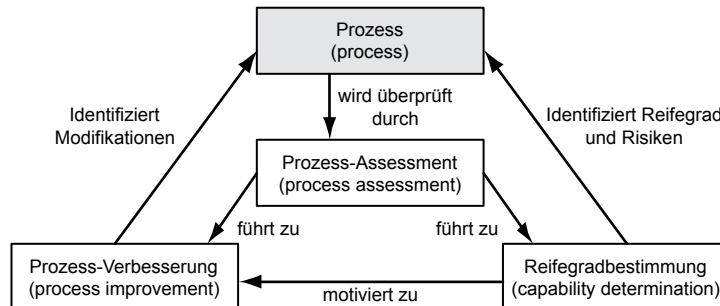 Prozess
(process)
wird überprüft
durch
Identifiziert
Modifikationen
Identifiziert Reifegrad
und Risiken
Prozess-Assessment
(process assessment)
führt zu
führt zu
Prozess-Verbesserung
(process improvement)
motiviert zu
Reifegradbestimmung
(capability determination)